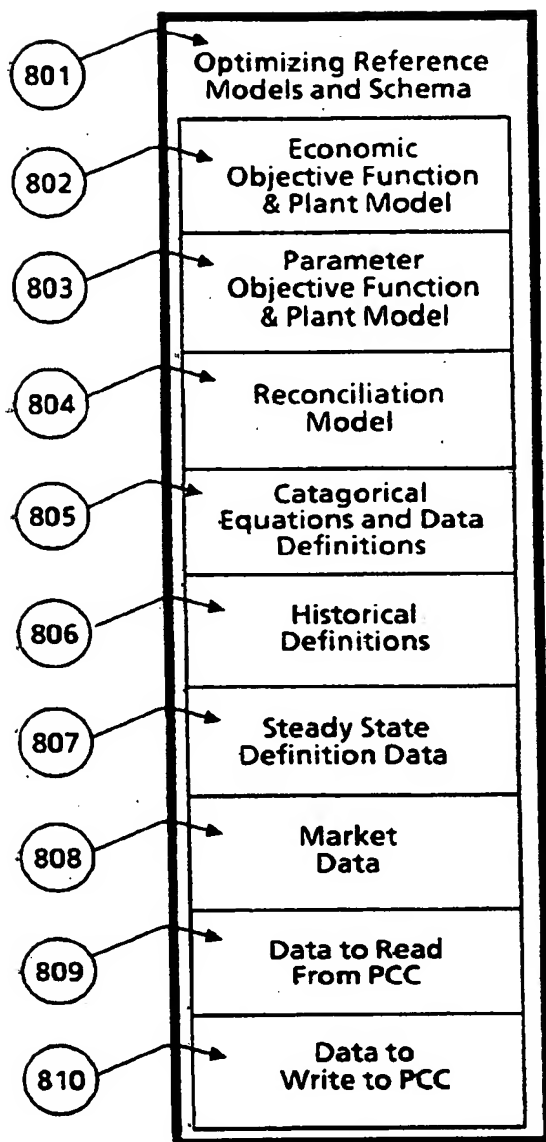 801
Optimizing Reference
Models and Schema
802
Economic
Objective Function
& Plant Model
803
Parameter
Objective Function
& Plant Model
804
Reconciliation
Model
805
Catagorical
Equations and Data
Definitions
806
Historical
Definitions
807
Steady State
Definition Data
808
Market
Data
809
Data to Read
From PCC
810
Data to
Write to PCC